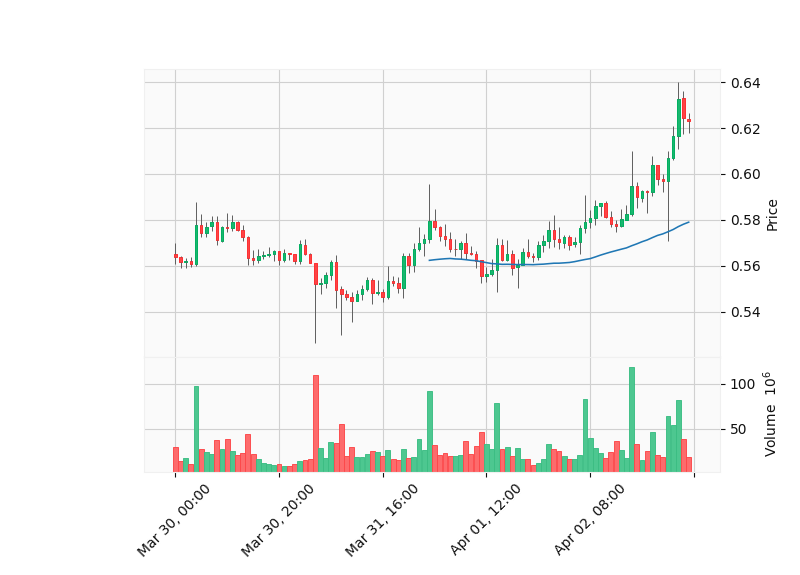 0.64
0.62
0.60
0.58
0.56
0.54
Price
100
50
Volume 10^6
Mar 30, 00:00
Mar 30, 20:00
Mar 31, 16:00
Apr 01, 12:00
Apr 02, 08:00